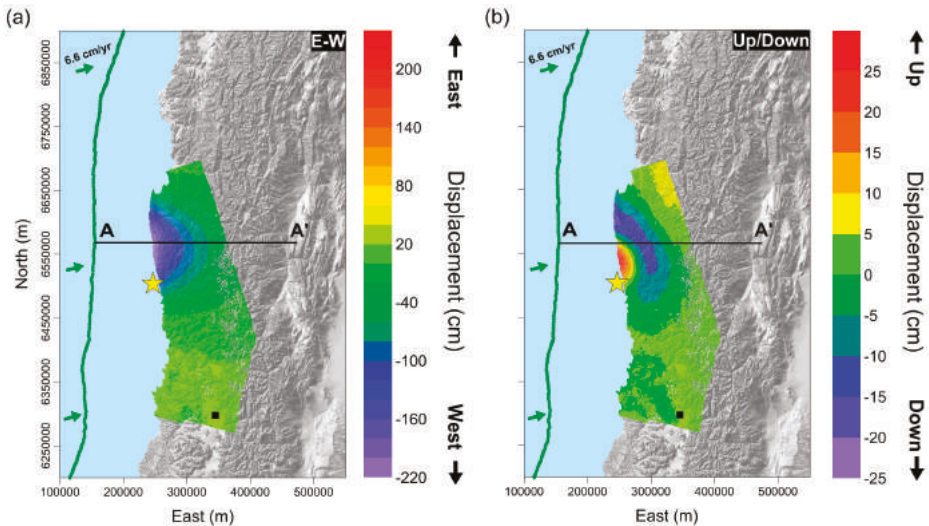 (a)
E-W
6.6 cm/yr
A
A'
North (m)
6850000
6750000
6650000
6550000
6450000
6350000
6250000
100000 200000 300000 400000 500000
East (m)
200
140
80
20
-40
-100
-160
-220
East
Displacement (cm)
West
(b)
Up/Down
6.6 cm/yr
A
A'
100000 200000 300000 400000 500000
East (m)
25
20
15
10
5
0
-5
-10
-15
-20
-25
Up
Displacement (cm)
Down